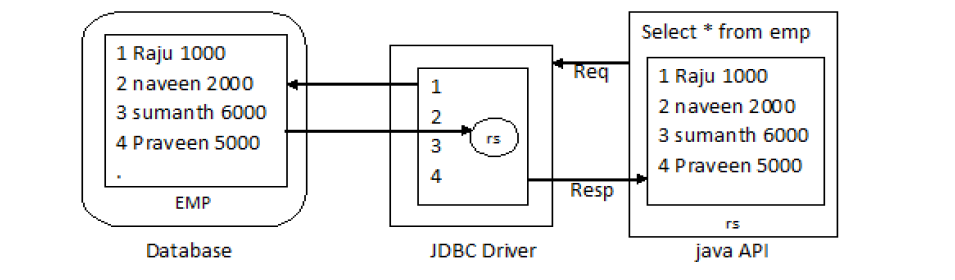 1 Raju 1000
2 naveen 2000
3 sumanth 6000
4 Praveen 5000
.
EMP
Database
1
2
3
4
rs
JDBC Driver
Req
Resp
Select * from emp
1 Raju 1000
2 naveen 2000
3 sumanth 6000
4 Praveen 5000
rs
java API